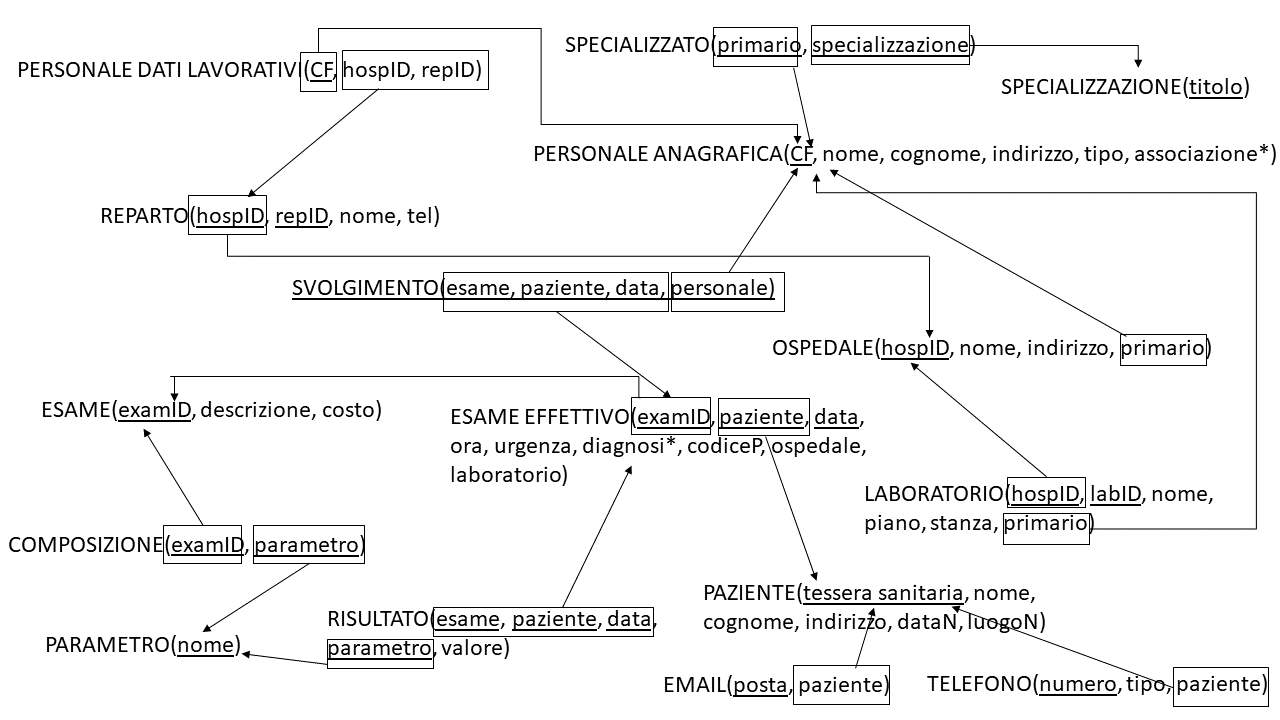 SPECIALIZZATO(primario, specializzazione)
PERSONALE DATI LAVORATIVI(CF, hospID, repID)
SPECIALIZZAZIONE(titolo)
PERSONALE ANAGRAFICA(CF, nome, cognome, indirizzo, tipo, associazione*)
REPARTO(hospID, repID, nome, tel)
SVOLGIMENTO(esame, paziente, data, personale)
OSPEDALE(hospID, nome, indirizzo, primario)
ESAME(examID, descrizione, costo)
ESAME EFFETTIVO(examID, paziente, data,
ora, urgenza, diagnosi*, codiceP, ospedale,
laboratorio)
LABORATORIO(hospID, labID, nome,
piano, stanza, primario)
COMPOSIZIONE(examID, parametro)
PAZIENTE(tessera sanitaria, nome,
cognome, indirizzo, dataN, luogoN)
RISULTATO(esame, paziente, data,
parametro, valore)
PARAMETRO(nome)
EMAIL(posta, paziente)
TELEFONO(numero, tipo, paziente)